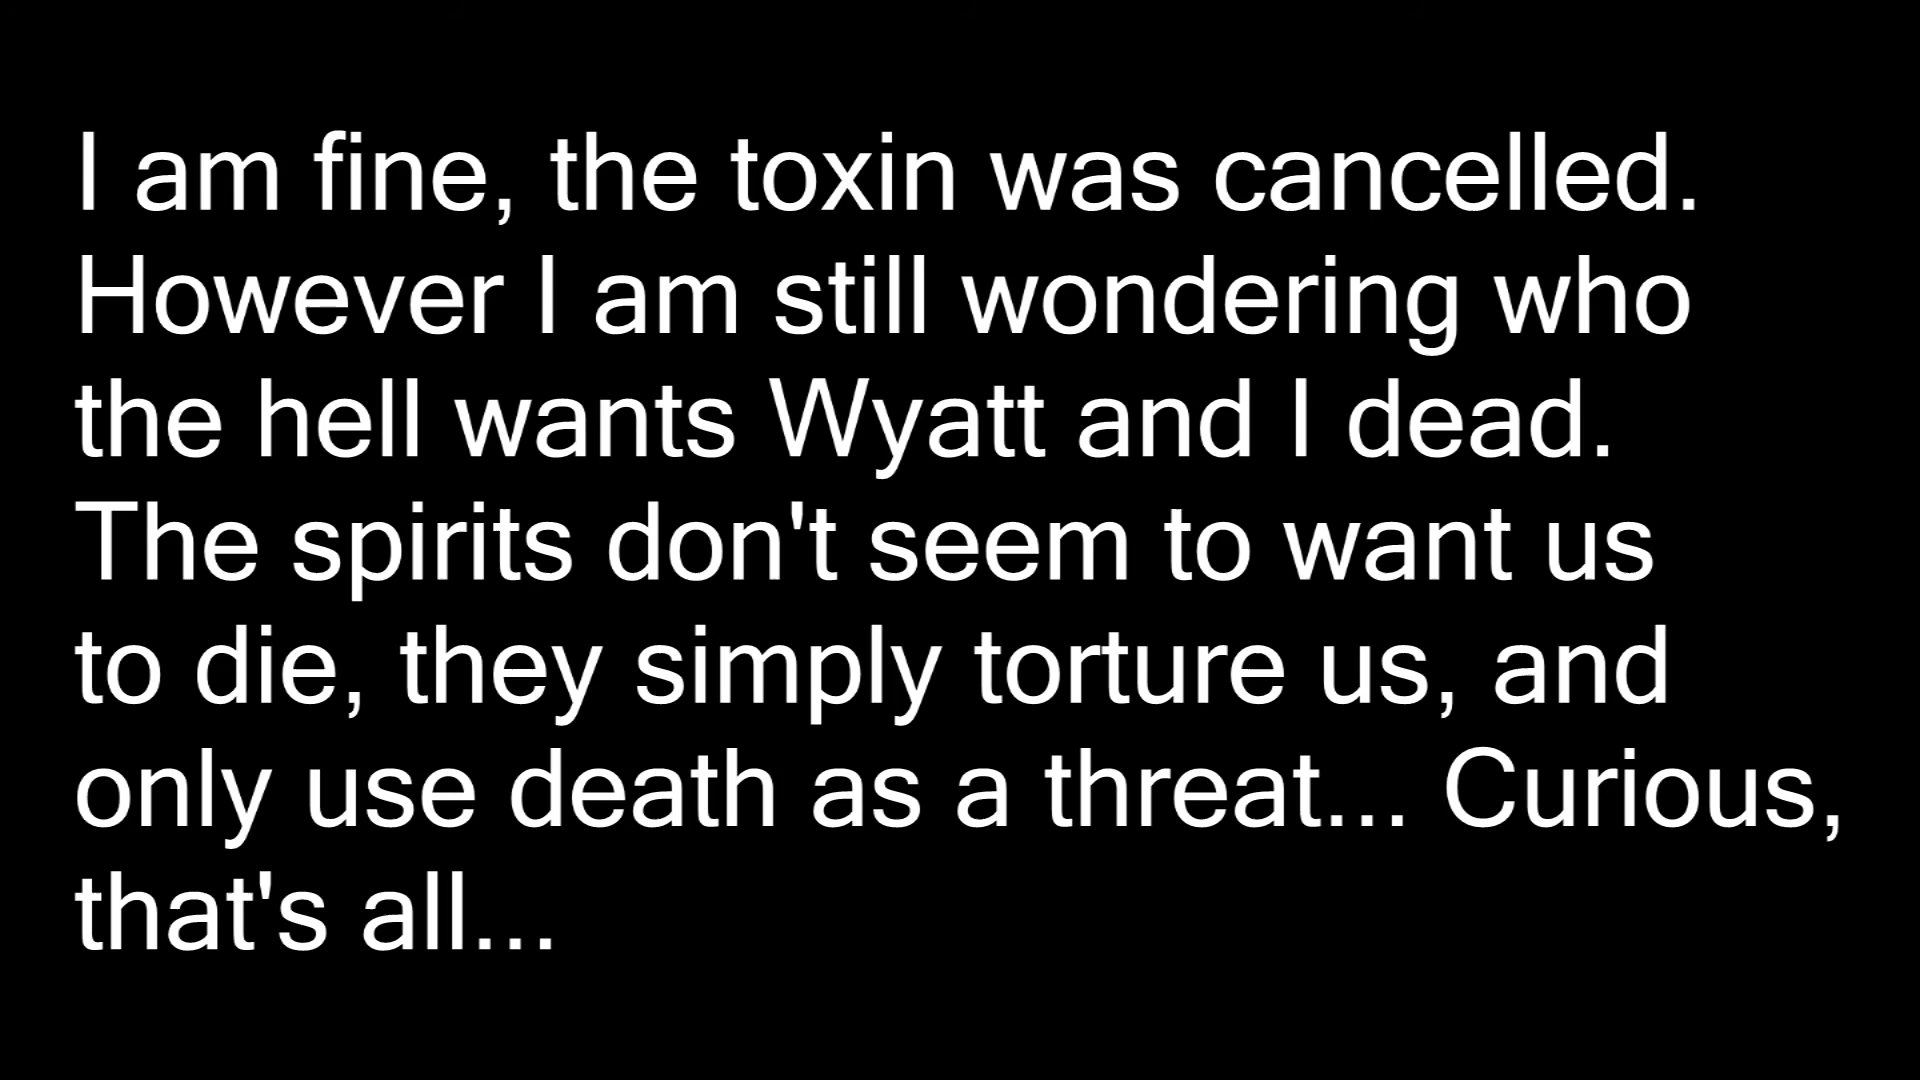 I am fine, the toxin was cancelled.
However I am still wondering who
the hell wants Wyatt and I dead.
The spirits don't seem to want us
to die, they simply torture us, and
only use death as a threat... Curious,
that's all...